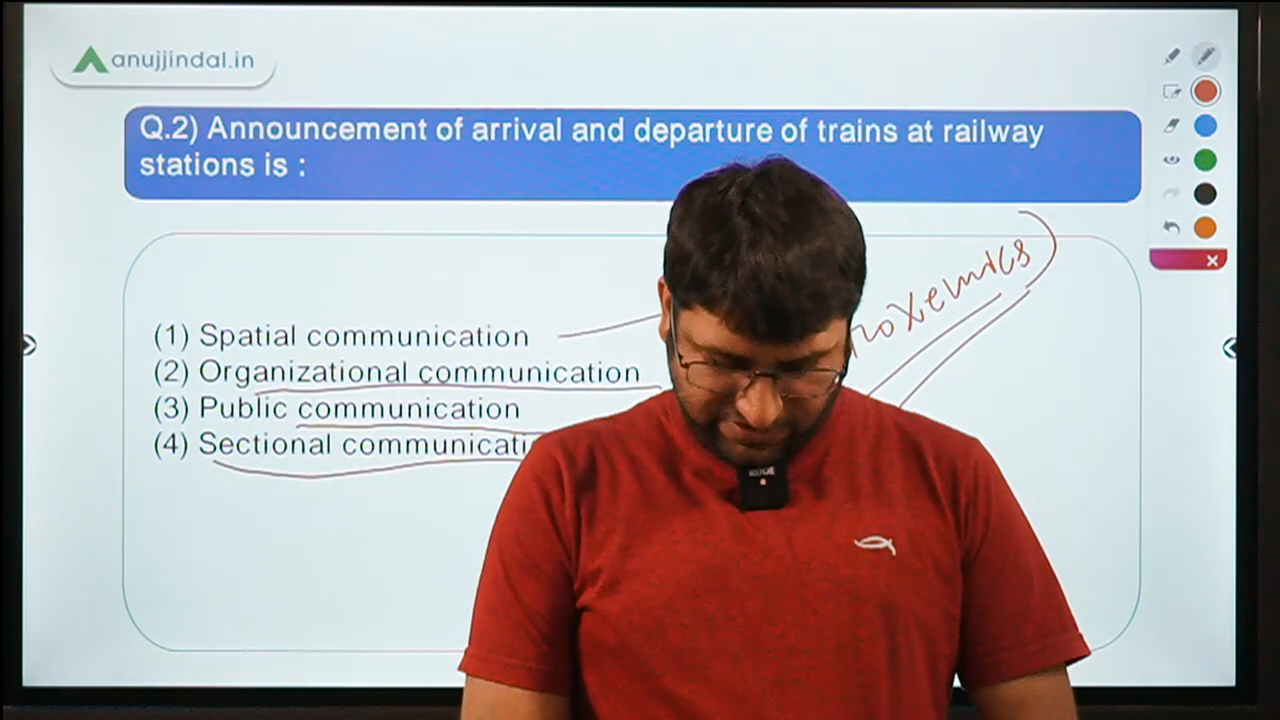 anujjindal.in
Q.2) Announcement of arrival and departure of trains at railway
stations is :
(1) Spatial communication
(2) Organizational communication
(3) Public communication
(4) Sectional